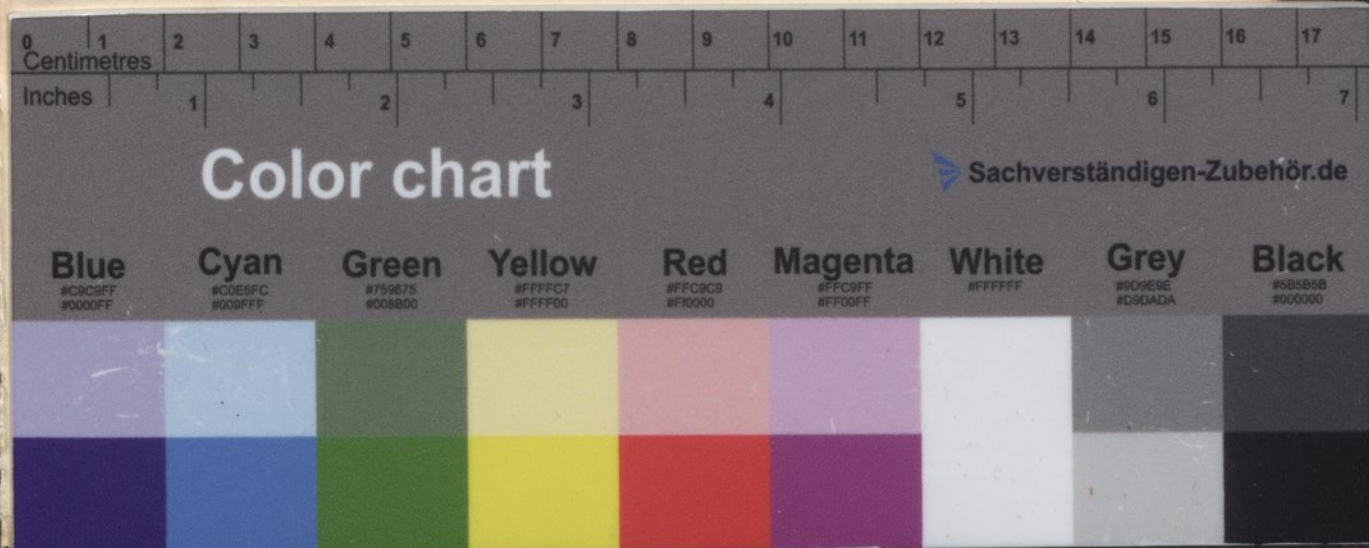 0 1 2 3 4 5 6 7 8 9 10 11 12 13 14 15 16 17
Centimetres
Inches 1 2 3 4 5 6 7
Color chart
Sachverständigen-Zubehör.de
Blue Cyan Green Yellow Red Magenta White Grey Black
#C9C9FF #C0E5FC #759675 #FFFFC7 #FFC9C9 #FFC9FF #FFFFFF #9D9E9E #5B5B5B
#0000FF #009FFF #008B00 #FFFF00 #Ff0000 #FF00FF #D9DADA #000000